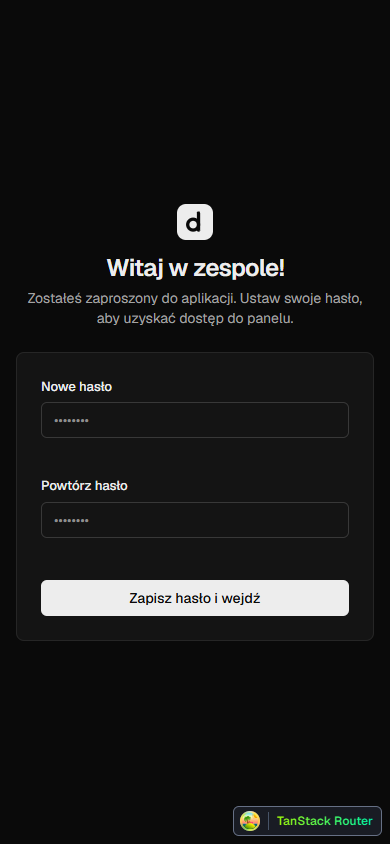 d
Witaj w zespole!
Zostałeś zaproszony do aplikacji. Ustaw swoje hasło,
aby uzyskać dostęp do panelu.
Nowe hasło
••••••••
Powtórz hasło
••••••••
Zapisz hasło i wejdź
TanStack Router